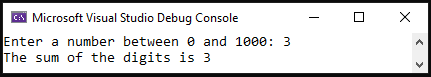 Microsoft Visual Studio Debug Console
Enter a number between 0 and 1000: 3
The sum of the digits is 3